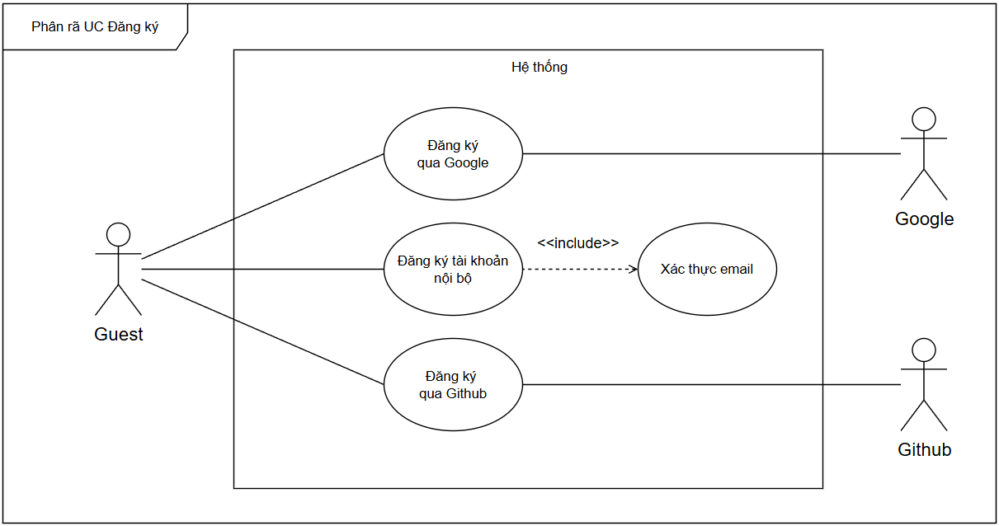 Phân rã UC Đăng ký
Hệ thống
Đăng ký
qua Google
Google
Đăng ký tài khoản
nội bộ
<<include>>
Xác thực email
Guest
Đăng ký
qua Github
Github